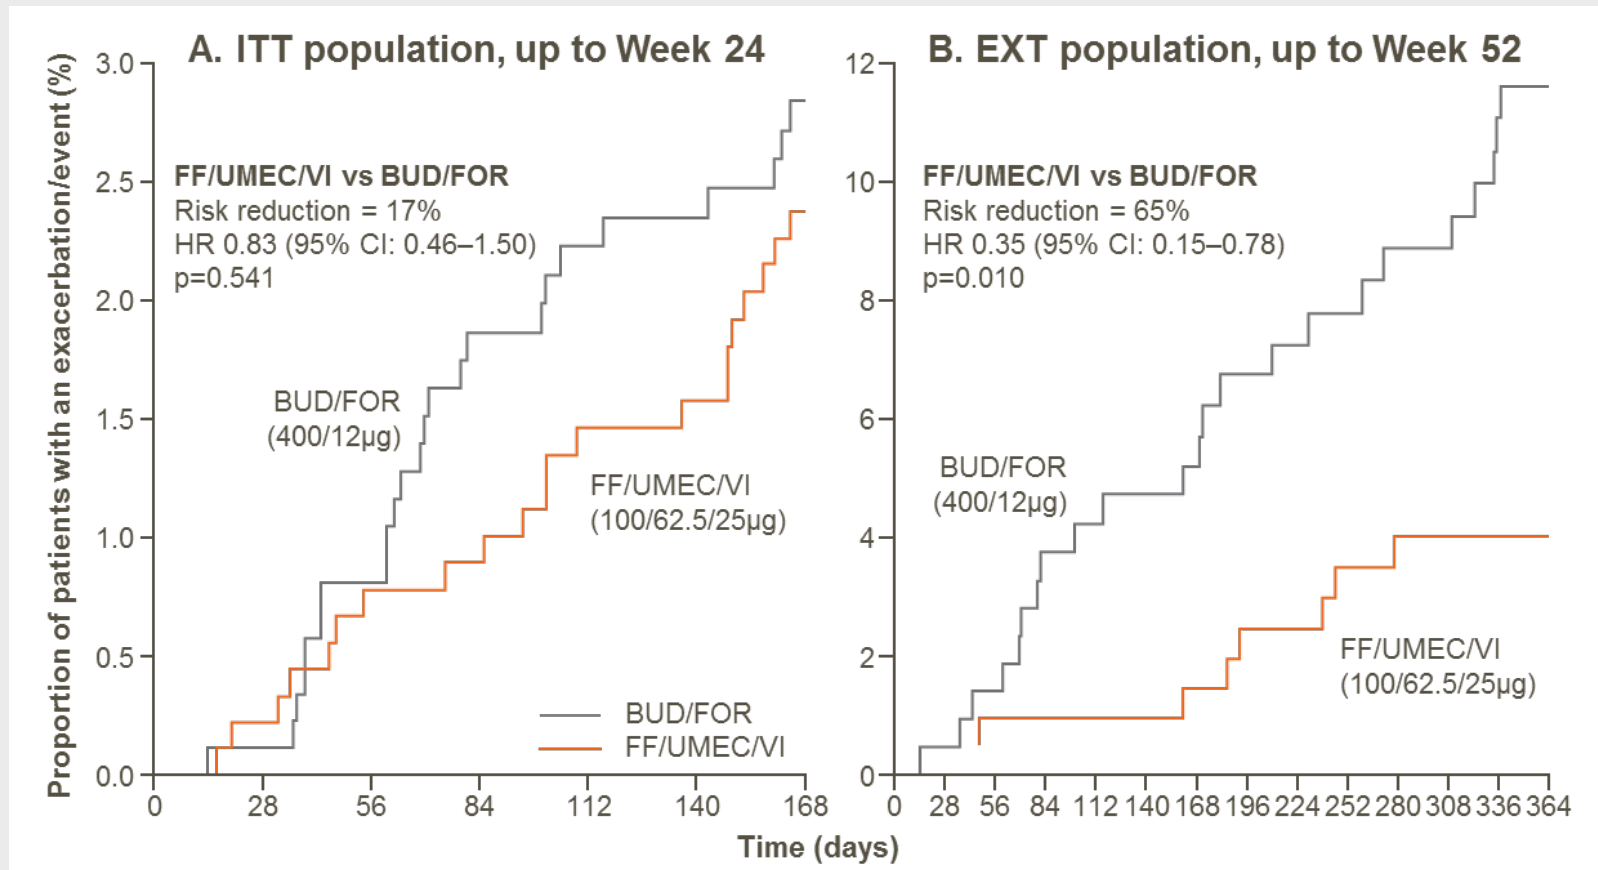 A. ITT population, up to Week 24
Proportion of patients with an exacerbation/event (%)
3.0
2.5
2.0
1.5
1.0
0.5
0.0
FF/UMEC/VI vs BUD/FOR
Risk reduction = 17%
HR 0.83 (95% CI: 0.46–1.50)
p=0.541
BUD/FOR
(400/12µg)
FF/UMEC/VI
(100/62.5/25µg)
BUD/FOR
FF/UMEC/VI
0 28 56 84 112 140 168
B. EXT population, up to Week 52
12
10
8
6
4
2
0
FF/UMEC/VI vs BUD/FOR
Risk reduction = 65%
HR 0.35 (95% CI: 0.15–0.78)
p=0.010
BUD/FOR
(400/12µg)
FF/UMEC/VI
(100/62.5/25µg)
0 28 56 84 112 140 168 196 224 252 280 308 336 364
Time (days)